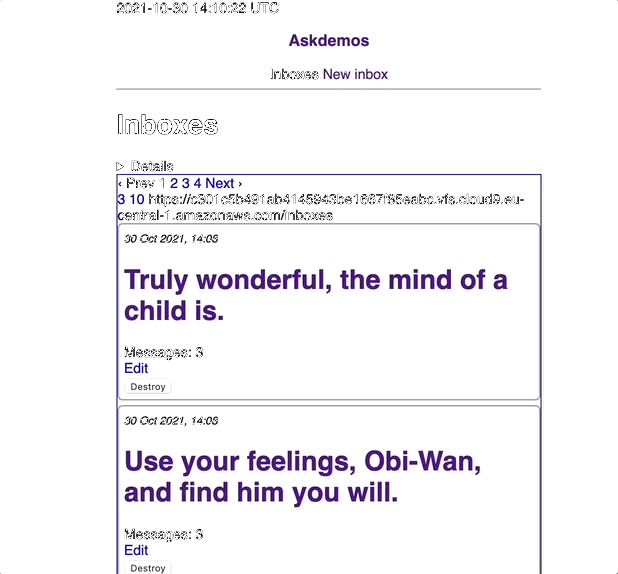 2021-10-30 14:10:22 UTC
Askdemos
Inboxes New inbox
Inboxes
Details
‹ Prev 1 2 3 4 Next ›
3 10 https://c301c5b491ab4145943be1667f85eabc.vfs.cloud9.eu-
central-1.amazonaws.com/inboxes
30 Oct 2021, 14:08
Truly wonderful, the mind of a
child is.
Messages: 3
Edit
Destroy
30 Oct 2021, 14:08
Use your feelings, Obi-Wan,
and find him you will.
Messages: 3
Edit
Destroy